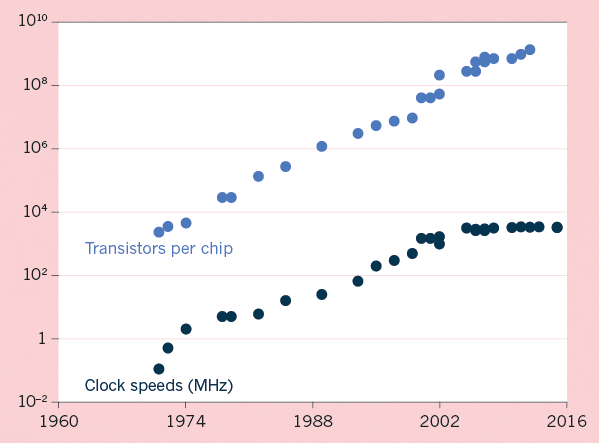 10¹⁰
10⁸
10⁶
10⁴
Transistors per chip
10²
1
Clock speeds (MHz)
10⁻²
1960 1974 1988 2002 2016